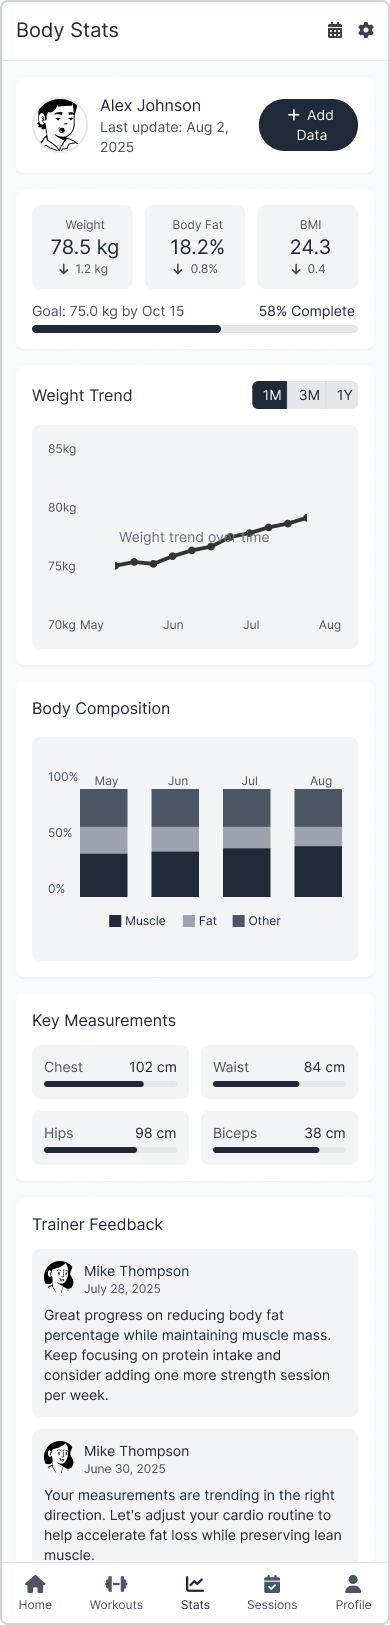 Body Stats
Alex Johnson
Last update: Aug 2,
2025
Add
Data
Weight
78.5 kg
1.2 kg
Body Fat
18.2%
0.8%
BMI
24.3
0.4
Goal: 75.0 kg by Oct 15
58% Complete
Weight Trend
1M 3M 1Y
85kg
80kg
Weight trend over time
75kg
70kg May Jun Jul Aug
Body Composition
100% May Jun Jul Aug
50%
0%
Muscle Fat Other
Key Measurements
Chest 102 cm
Waist 84 cm
Hips 98 cm
Biceps 38 cm
Trainer Feedback
Mike Thompson
July 28, 2025
Great progress on reducing body fat
percentage while maintaining muscle mass.
Keep focusing on protein intake and
consider adding one more strength session
per week.
Mike Thompson
June 30, 2025
Your measurements are trending in the right
direction. Let's adjust your cardio routine to
help accelerate fat loss while preserving lean
muscle.
Home Workouts Stats Sessions Profile